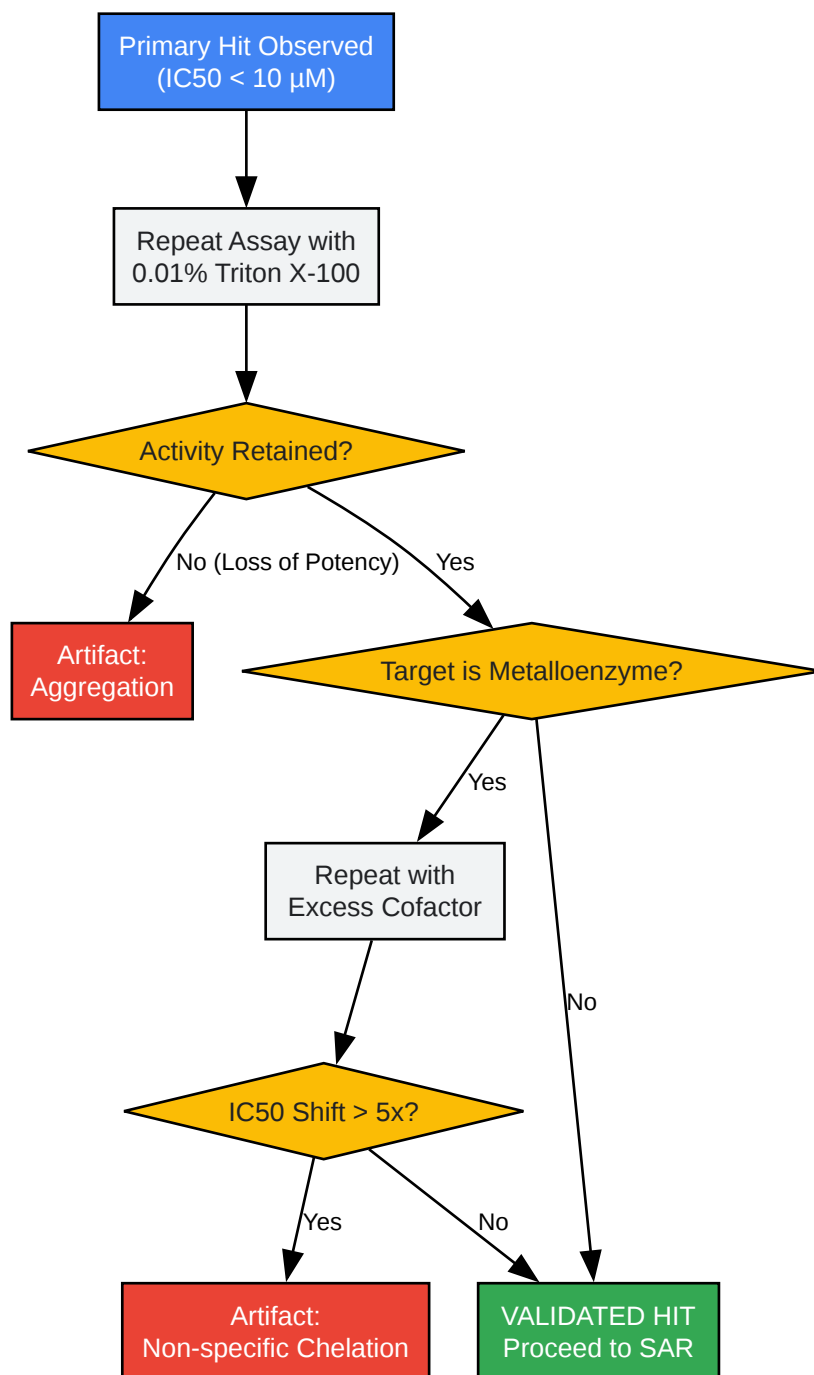 Primary Hit Observed
(IC50 < 10 µM)
Repeat Assay with
0.01% Triton X-100
Activity Retained?
No (Loss of Potency)
Yes
Artifact:
Aggregation
Target is Metalloenzyme?
Yes
Repeat with
Excess Cofactor
No
IC50 Shift > 5x?
Yes
No
Artifact:
Non-specific Chelation
VALIDATED HIT
Proceed to SAR